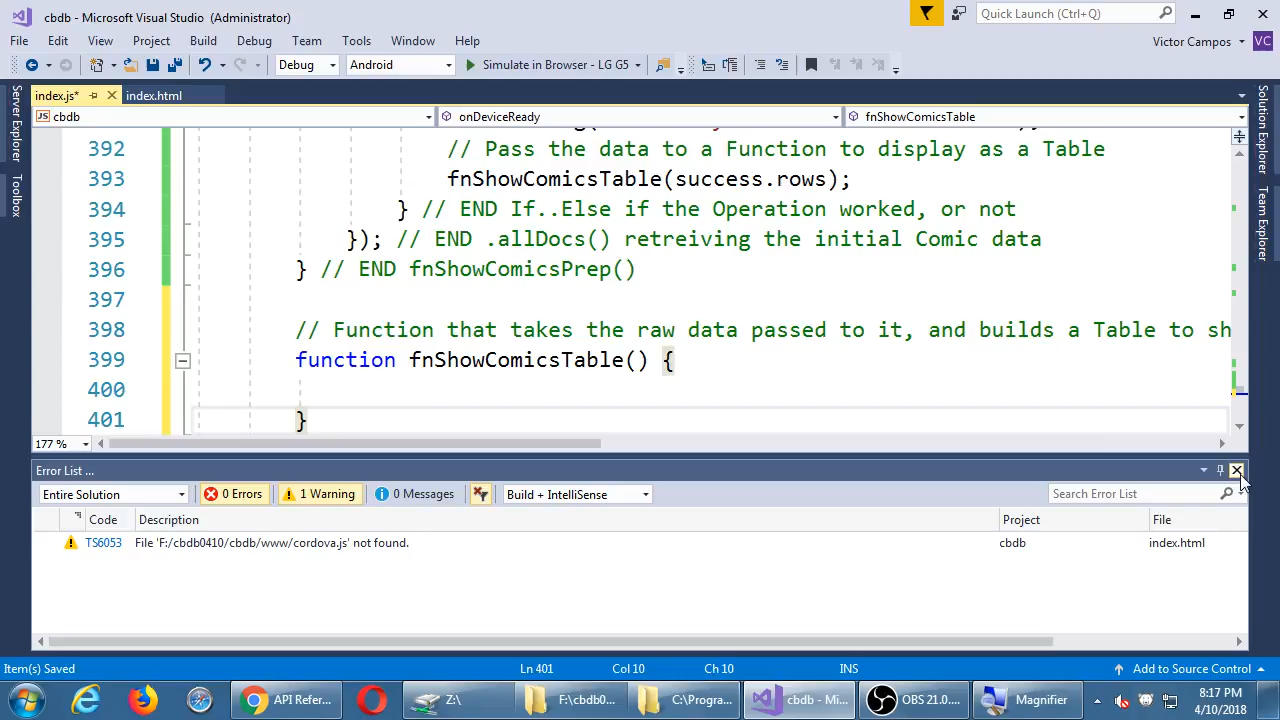 cbdb - Microsoft Visual Studio (Administrator)
Quick Launch (Ctrl+Q)
File Edit View Project Build Debug Team Tools Window Help
Victor Campos VC
Debug Android Simulate in Browser - LG G5
Server Explorer
Toolbox
Solution Explorer
Team Explorer
index.js* index.html
JS cbdb onDeviceReady fnShowComicsTable
392 // Pass the data to a Function to display as a Table
393 fnShowComicsTable(success.rows);
394 } // END If..Else if the Operation worked, or not
395 }); // END .allDocs() retreiving the initial Comic data
396 } // END fnShowComicsPrep()
397
398 // Function that takes the raw data passed to it, and builds a Table to sh
399 function fnShowComicsTable() {
400
401 }
177 %
Error List ...
Entire Solution 0 Errors 1 Warning 0 Messages Build + IntelliSense Search Error List
Code Description Project File
TS6053 File 'F:/cbdb0410/cbdb/www/cordova.js' not found. cbdb index.html
Item(s) Saved Ln 401 Col 10 Ch 10 INS Add to Source Control
API Refer... Z:\ F:\cbdb0... C:\Progra... cbdb - Mi... OBS 21.0.... Magnifier 8:17 PM
4/10/2018